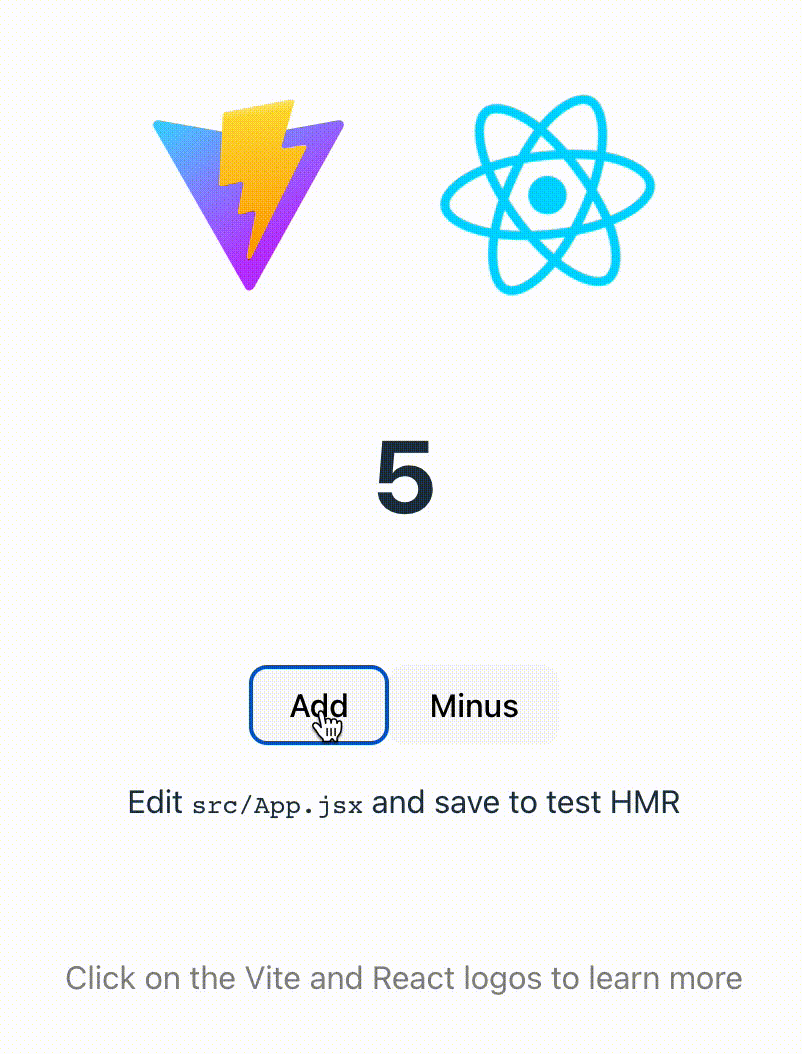 5
Add Minus
Edit src/App.jsx and save to test HMR
Click on the Vite and React logos to learn more